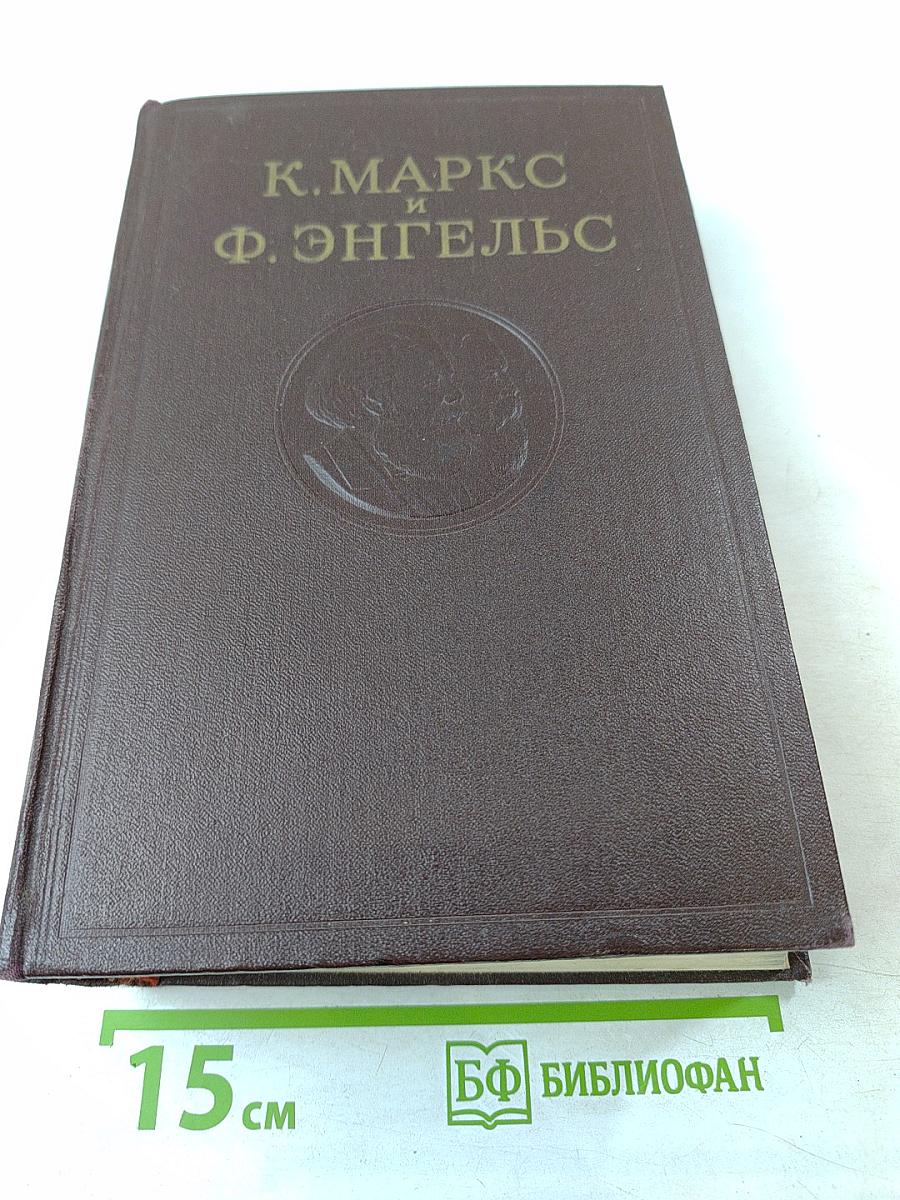 К. МАРКС
и
Ф. ЭНГЕЛЬС
15 см
БФ БИБЛИОФАН